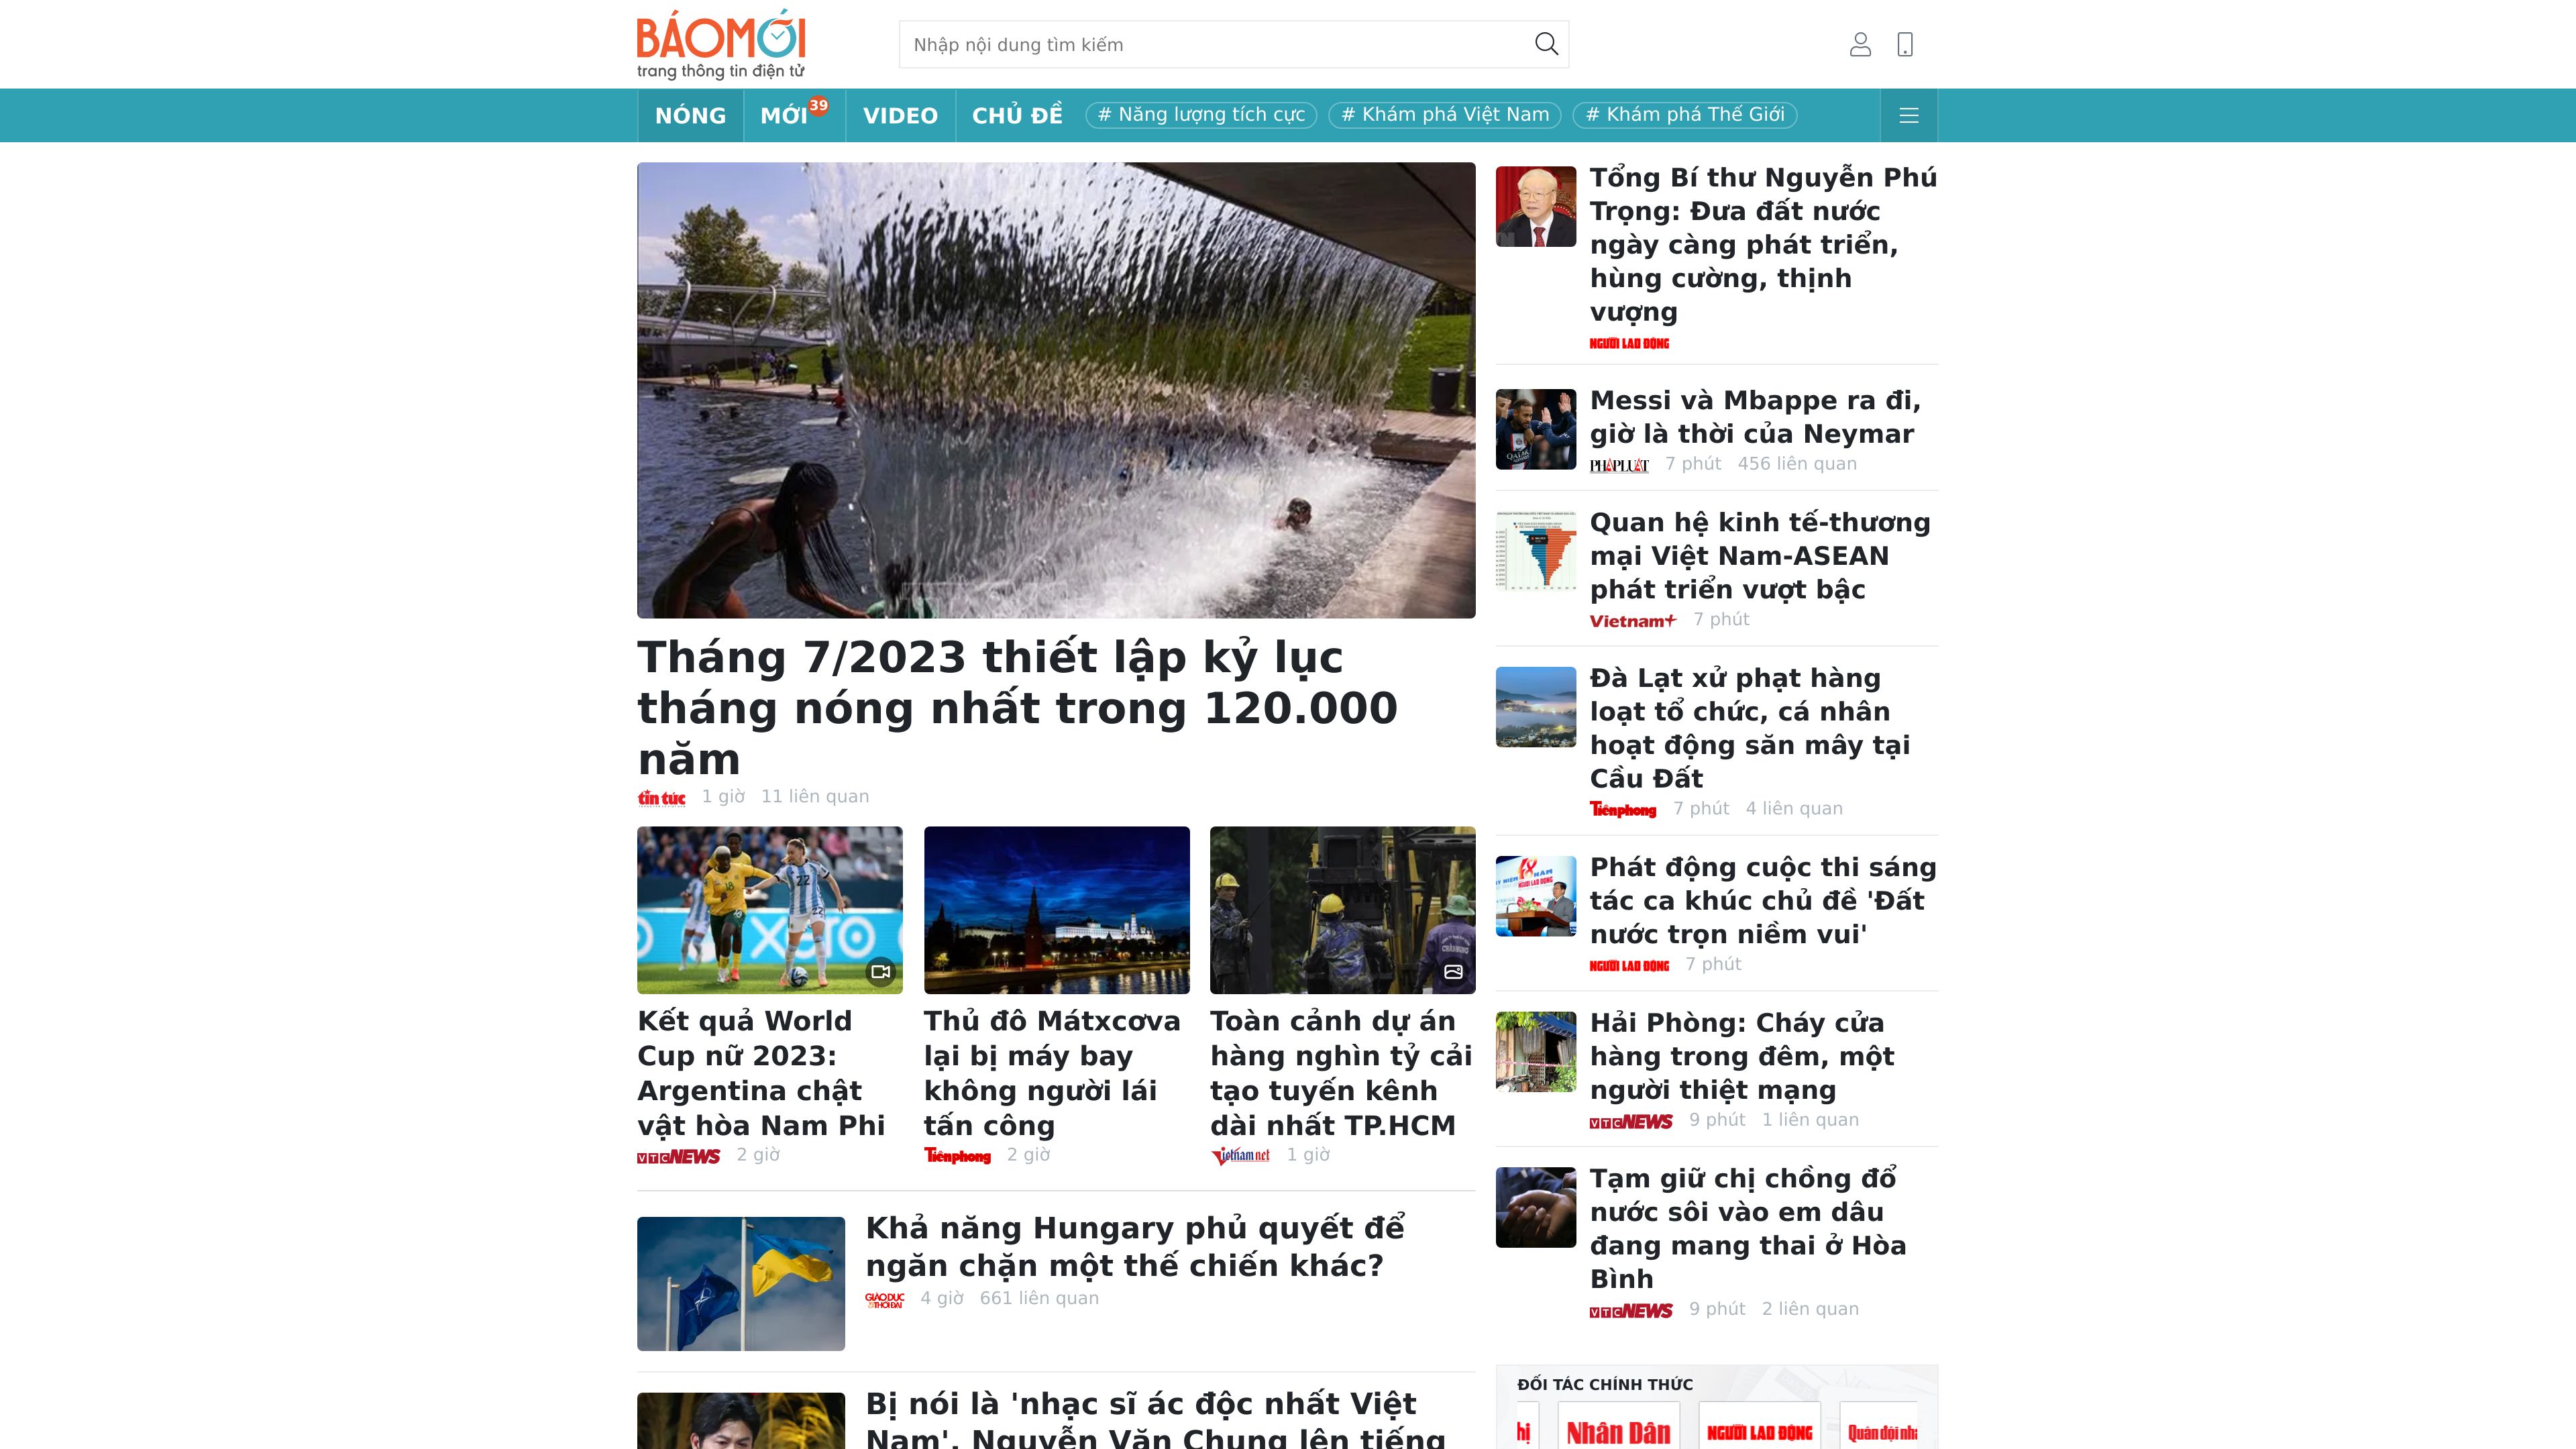 BÁOMỚI
trang thông tin điện tử
Nhập nội dung tìm kiếm
NÓNG
MỚI 39
VIDEO
CHỦ ĐỀ
# Năng lượng tích cực
# Khám phá Việt Nam
# Khám phá Thế Giới
Tháng 7/2023 thiết lập kỷ lục
tháng nóng nhất trong 120.000
năm
tin tức 1 giờ 11 liên quan
Kết quả World
Cup nữ 2023:
Argentina chật
vật hòa Nam Phi
VTC NEWS 2 giờ
Thủ đô Mátxcơva
lại bị máy bay
không người lái
tấn công
Tiền phong 2 giờ
Toàn cảnh dự án
hàng nghìn tỷ cải
tạo tuyến kênh
dài nhất TP.HCM
Vietnamnet 1 giờ
Khả năng Hungary phủ quyết để
ngăn chặn một thế chiến khác?
GIÁO DỤC
&THỜI ĐẠI 4 giờ 661 liên quan
Bị nói là 'nhạc sĩ ác độc nhất Việt
Nam', Nguyễn Văn Chung lên tiếng
Tổng Bí thư Nguyễn Phú
Trọng: Đưa đất nước
ngày càng phát triển,
hùng cường, thịnh
vượng
NGƯỜI LAO ĐỘNG
Messi và Mbappe ra đi,
giờ là thời của Neymar
PHÁP LUẬT 7 phút 456 liên quan
Quan hệ kinh tế-thương
mại Việt Nam-ASEAN
phát triển vượt bậc
Vietnam+ 7 phút
Đà Lạt xử phạt hàng
loạt tổ chức, cá nhân
hoạt động săn mây tại
Cầu Đất
Tiền phong 7 phút 4 liên quan
Phát động cuộc thi sáng
tác ca khúc chủ đề 'Đất
nước trọn niềm vui'
NGƯỜI LAO ĐỘNG 7 phút
Hải Phòng: Cháy cửa
hàng trong đêm, một
người thiệt mạng
VTC NEWS 9 phút 1 liên quan
Tạm giữ chị chồng đổ
nước sôi vào em dâu
đang mang thai ở Hòa
Bình
VTC NEWS 9 phút 2 liên quan
ĐỐI TÁC CHÍNH THỨC
Nhân Dân
NGƯỜI LAO ĐỘNG
Quân đội